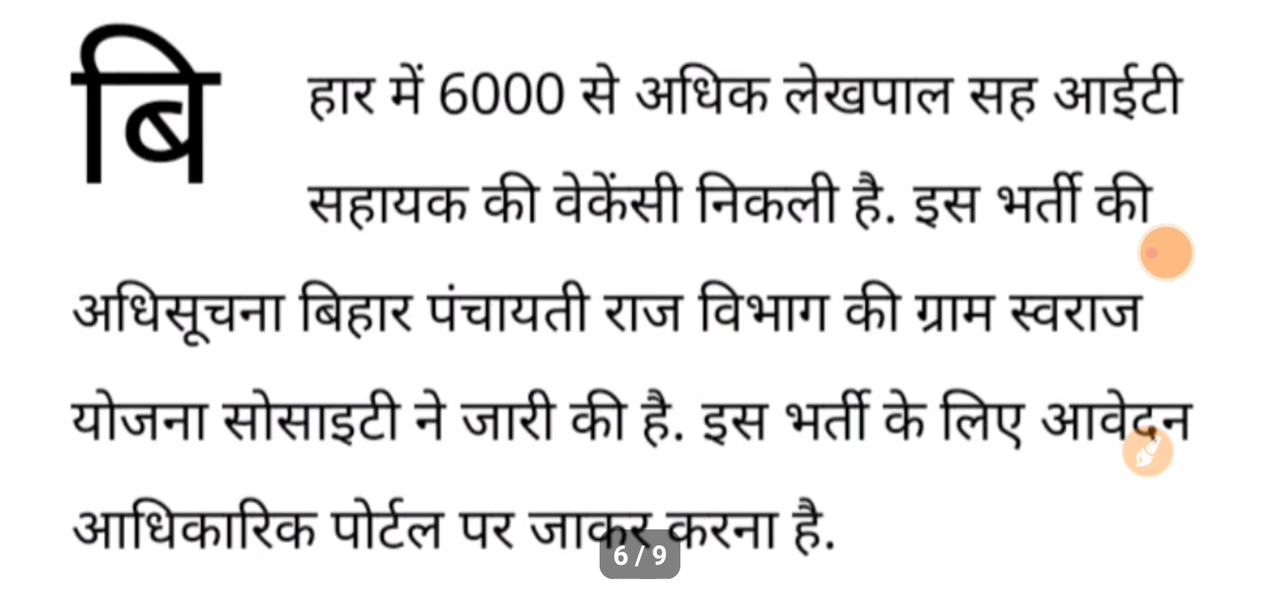 बिहार में 6000 से अधिक लेखपाल सह आईटी
सहायक की वेकेंसी निकली है. इस भर्ती की
अधिसूचना बिहार पंचायती राज विभाग की ग्राम स्वराज
योजना सोसाइटी ने जारी की है. इस भर्ती के लिए आवेदन
आधिकारिक पोर्टल पर जाकर करना है.
6 / 9